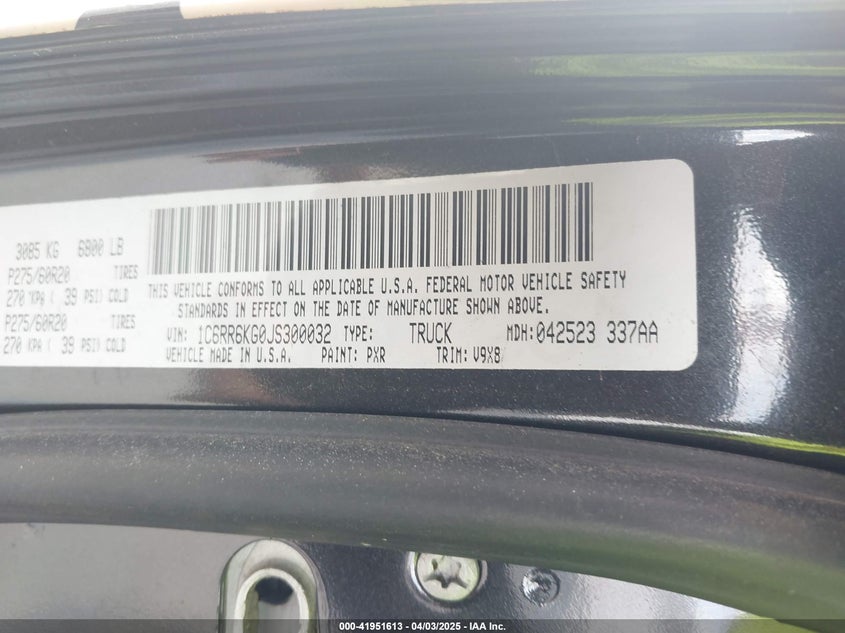 3085 KG 6800 LB
P275/60R20 TIRES
270 KPA ( 39 PSI) COLD
P275/60R20 TIRES
270 KPA ( 39 PSI) COLD
THIS VEHICLE CONFORMS TO ALL APPLICABLE U.S.A. FEDERAL MOTOR VEHICLE SAFETY
STANDARDS IN EFFECT ON THE DATE OF MANUFACTURE SHOWN ABOVE.
VIN: 1C6RR6KG0JS300032 TYPE: TRUCK MDH:042523 337AA
VEHICLE MADE IN U.S.A. PAINT: PXR TRIM: V9X8
000-41951613 - 04/03/2025 - IAA Inc.